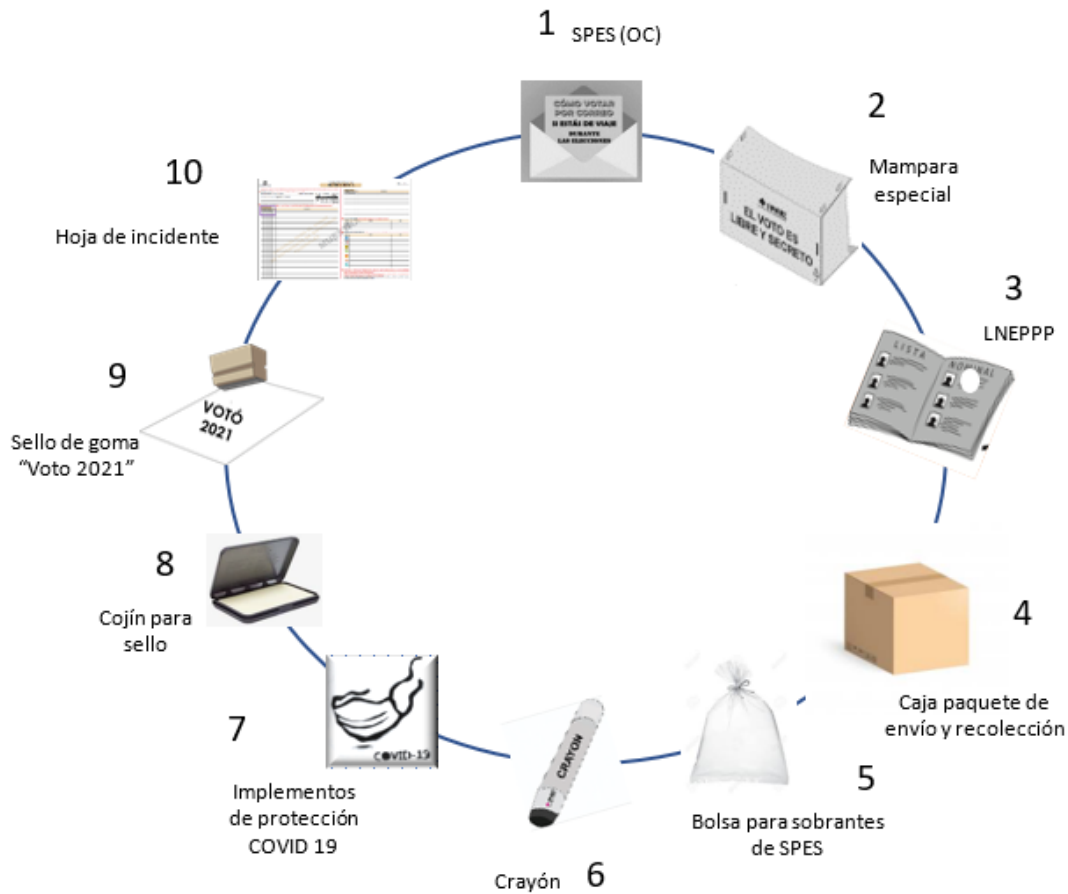 1 SPES (OC)
CÓMO VOTAR
POR CORREO
SI ESTÁS DE VIAJE
DURANTE
LAS ELECCIONES
2
Mampara
especial
EL VOTO ES
LIBRE Y SECRETO
3
LNEPPP
LISTA
NOMINAL
4
Caja paquete de
envío y recolección
5
Bolsa para sobrantes
de SPES
6
Crayón
CRAYON
7
COVID-19
Implementos
de protección
COVID 19
8
Cojín para
sello
9
VOTÓ
2021
Sello de goma
“Voto 2021”
10
Hoja de incidente